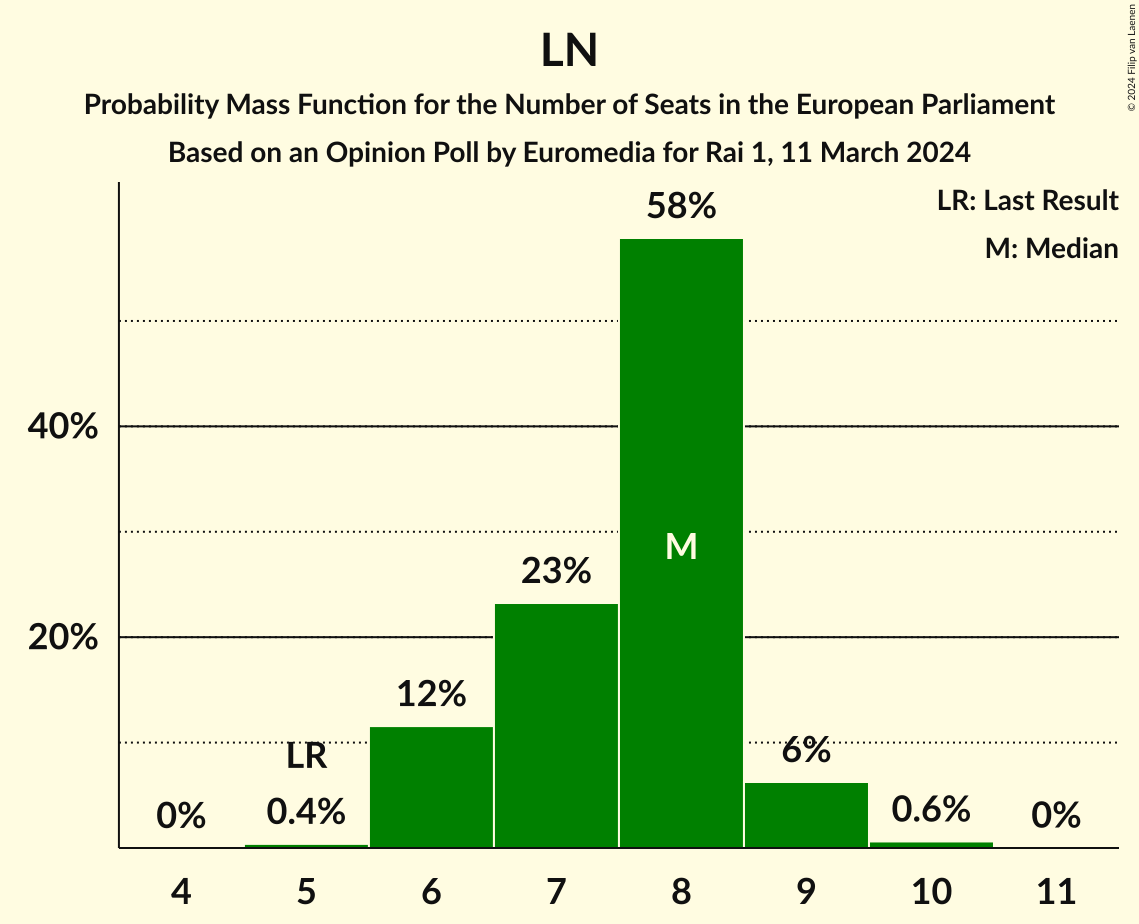 LN
Probability Mass Function for the Number of Seats in the European Parliament
Based on an Opinion Poll by Euromedia for Rai 1, 11 March 2024
© 2024 Filip van Laenen
LR: Last Result
M: Median
58%
40%
M
23%
20%
12%
LR
6%
0%
0.4%
0.6%
0%
4 5 6 7 8 9 10 11